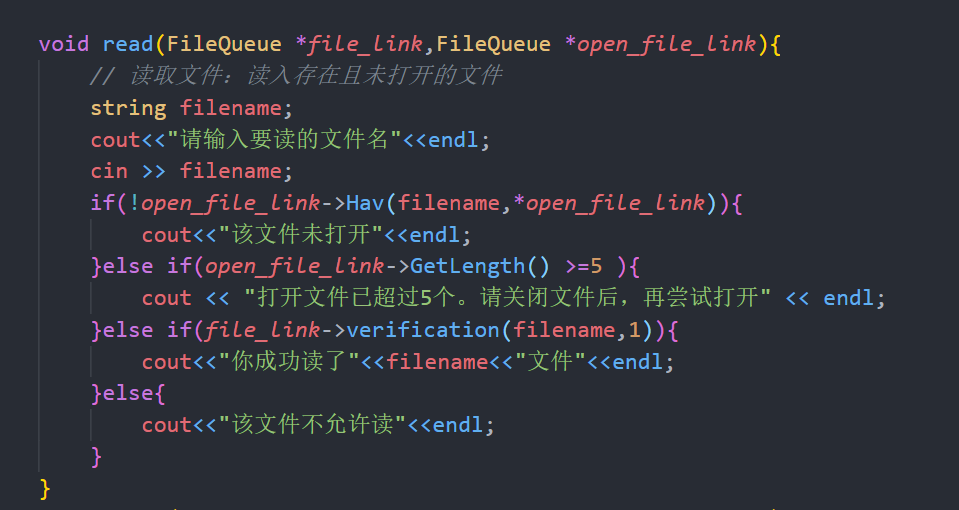 void read(FileQueue *file_link,FileQueue *open_file_link){
// 读取文件：读入存在且未打开的文件
string filename;
cout<<"请输入要读的文件名"<<endl;
cin >> filename;
if(!open_file_link->Hav(filename,*open_file_link)){
cout<<"该文件未打开"<<endl;
}else if(open_file_link->GetLength() >=5 ){
cout << "打开文件已超过5个。请关闭文件后，再尝试打开" << endl;
}else if(file_link->verification(filename,1)){
cout<<"你成功读了"<<filename<<"文件"<<endl;
}else{
cout<<"该文件不允许读"<<endl;
}
}